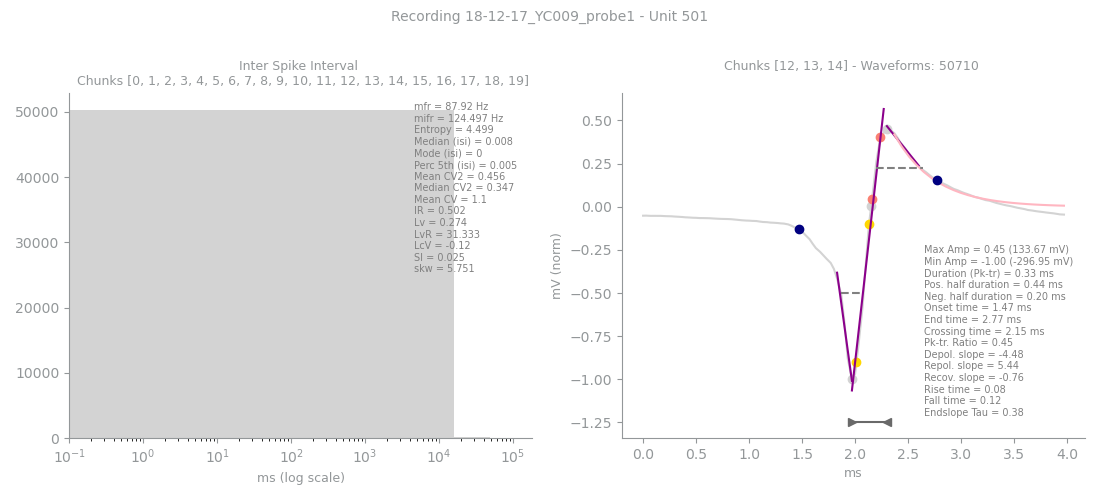 Recording 18-12-17_YC009_probe1 - Unit 501
Inter Spike Interval
Chunks [0, 1, 2, 3, 4, 5, 6, 7, 8, 9, 10, 11, 12, 13, 14, 15, 16, 17, 18, 19]
50000
40000
30000
20000
10000
0
mfr = 87.92 Hz
mifr = 124.497 Hz
Entropy = 4.499
Median (isi) = 0.008
Mode (isi) = 0
Perc 5th (isi) = 0.005
Mean CV2 = 0.456
Median CV2 = 0.347
Mean CV = 1.1
IR = 0.502
Lv = 0.274
LvR = 31.333
LcV = -0.12
SI = 0.025
skw = 5.751
10⁻¹ 10⁰ 10¹ 10² 10³ 10⁴ 10⁵
ms (log scale)
Chunks [12, 13, 14] - Waveforms: 50710
mV (norm)
0.50
0.25
0.00
−0.25
−0.50
−0.75
−1.00
−1.25
Max Amp = 0.45 (133.67 mV)
Min Amp = -1.00 (-296.95 mV)
Duration (Pk-tr) = 0.33 ms
Pos. half duration = 0.44 ms
Neg. half duration = 0.20 ms
Onset time = 1.47 ms
End time = 2.77 ms
Crossing time = 2.15 ms
Pk-tr. Ratio = 0.45
Depol. slope = -4.48
Repol. slope = 5.44
Recov. slope = -0.76
Rise time = 0.08
Fall time = 0.12
Endslope Tau = 0.38
0.0 0.5 1.0 1.5 2.0 2.5 3.0 3.5 4.0
ms